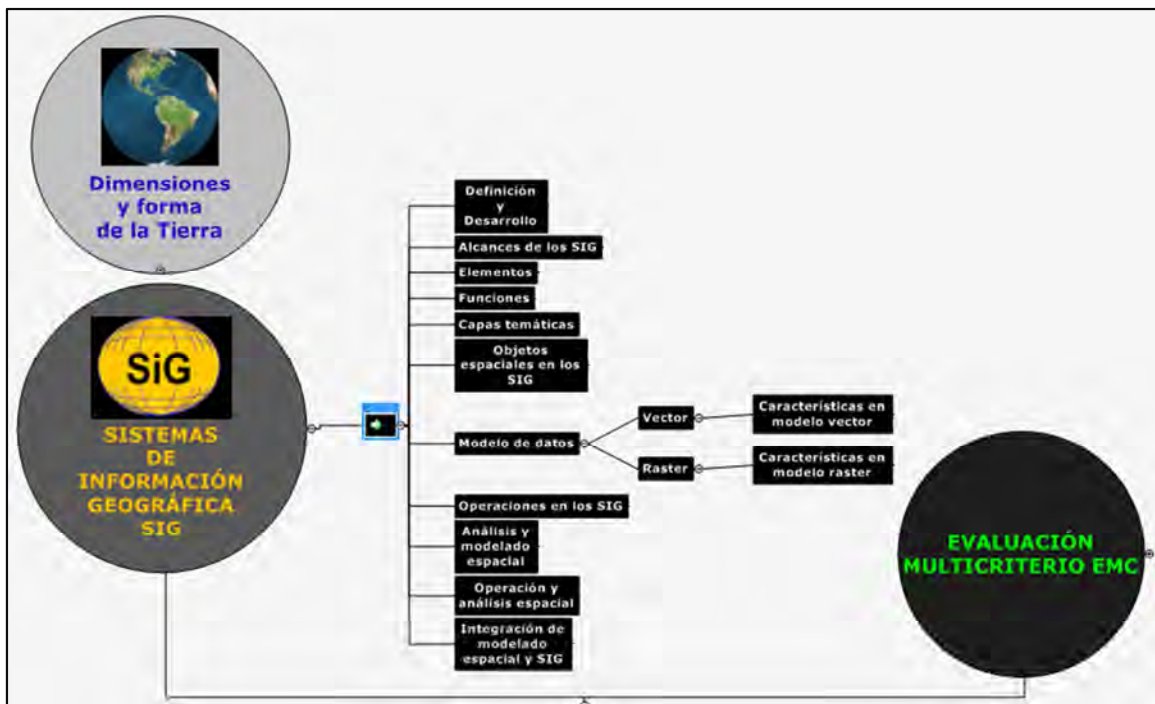 Dimensiones
y forma
de la Tierra
SiG
SISTEMAS
DE
INFORMACIÓN
GEOGRÁFICA
SIG
Definición
y
Desarrollo
Alcances de los SIG
Elementos
Funciones
Capas temáticas
Objetos
espaciales en los
SIG
Modelo de datos
Vector
Características en
modelo vector
Raster
Características en
modelo raster
Operaciones en los SIG
Análisis y
modelado
espacial
Operación y
análisis espacial
Integración de
modelado
espacial y SIG
EVALUACIÓN
MULTICRITERIO EMC